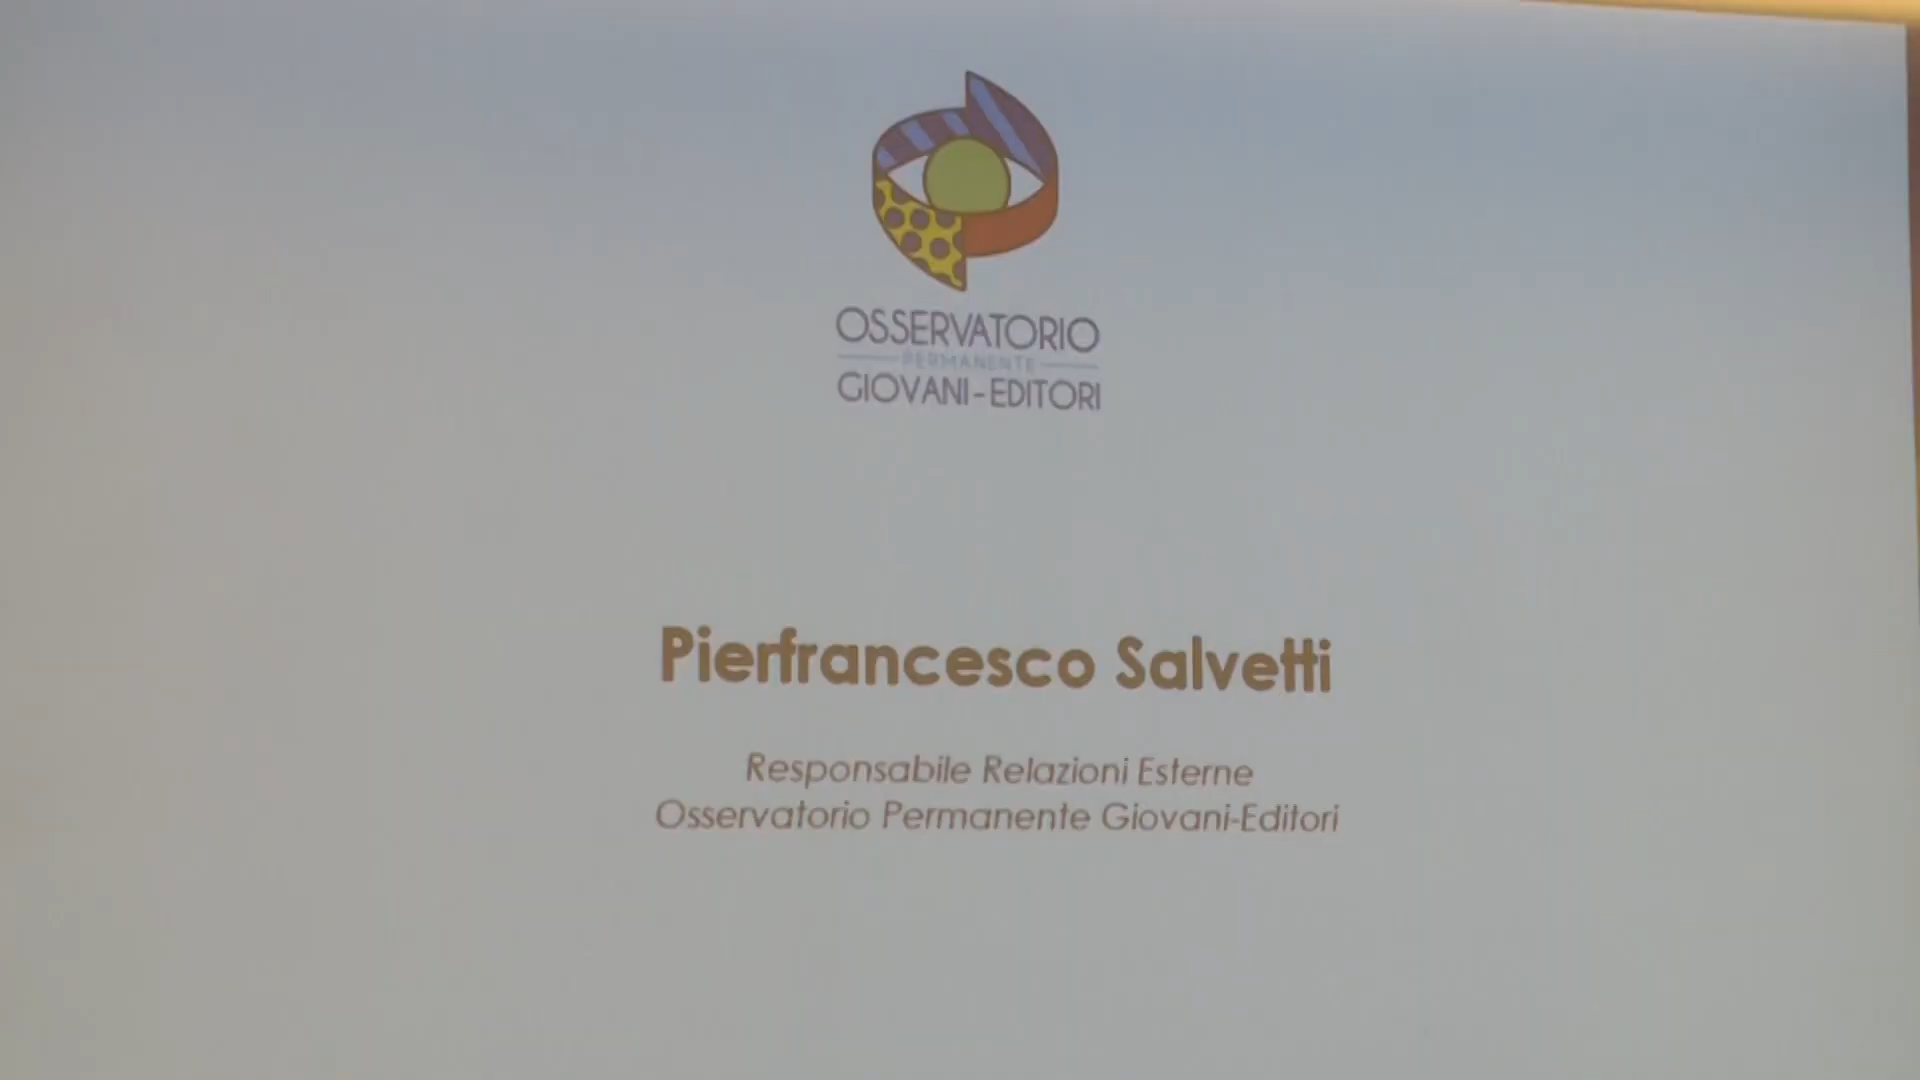 OSSERVATORIO
PERMANENTE
GIOVANI-EDITORI
Pierfrancesco Salvetti
Responsabile Relazioni Esterne
Osservatorio Permanente Giovani-Editori